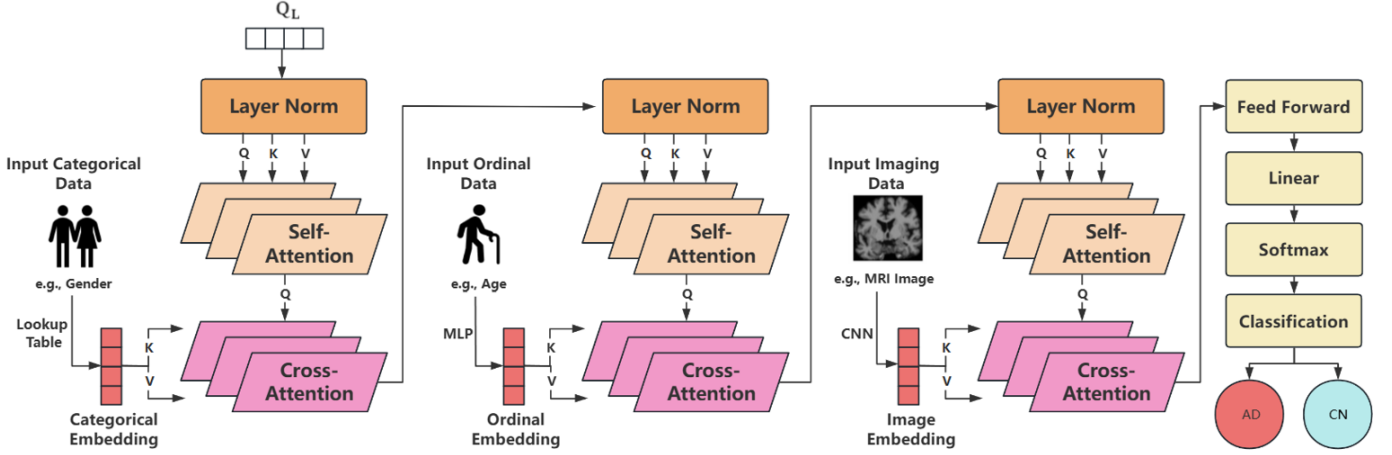 Q_L
Layer Norm
Q K V
Input Categorical
Data
e.g., Gender
Lookup
Table
Self-
Attention
Q
K
V
Cross-
Attention
Categorical
Embedding
Layer Norm
Q K V
Input Ordinal
Data
e.g., Age
MLP
Self-
Attention
Q
K
V
Cross-
Attention
Ordinal
Embedding
Layer Norm
Q K V
Input Imaging
Data
e.g., MRI Image
CNN
Self-
Attention
Q
K
V
Cross-
Attention
Image
Embedding
Feed Forward
Linear
Softmax
Classification
AD
CN